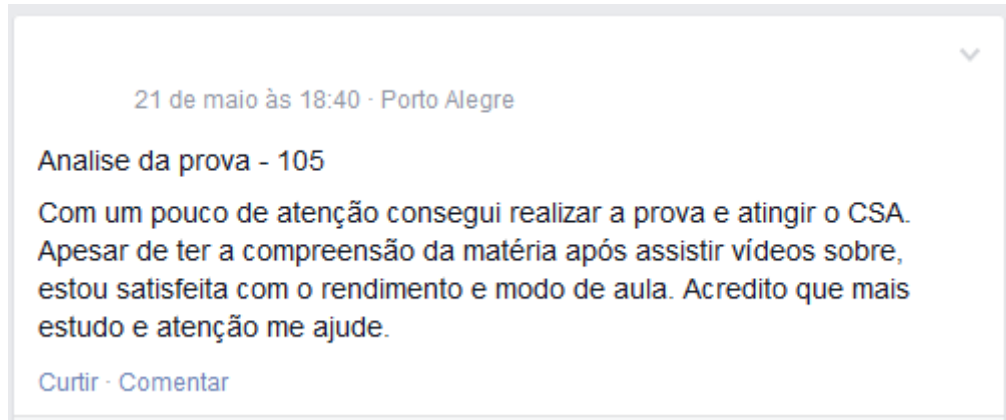 21 de maio às 18:40 · Porto Alegre
Analise da prova - 105
Com um pouco de atenção consegui realizar a prova e atingir o CSA.
Apesar de ter a compreensão da matéria após assistir vídeos sobre,
estou satisfeita com o rendimento e modo de aula. Acredito que mais
estudo e atenção me ajude.
Curtir · Comentar